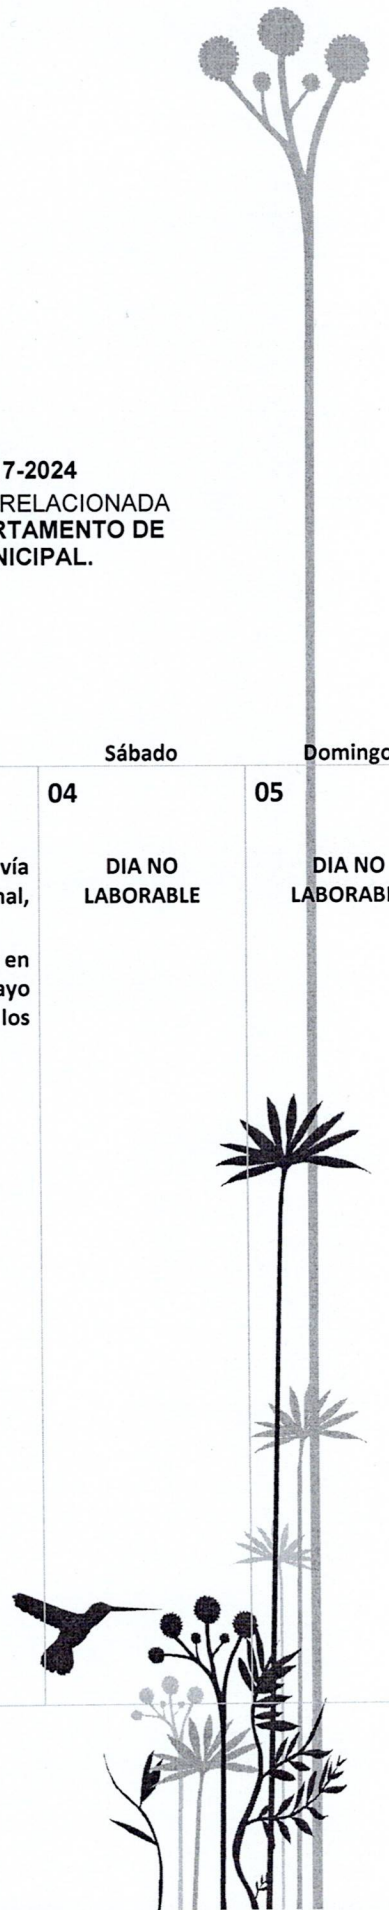 7-2024
RELACIONADA
RTAMENTO DE
NICIPAL.
Sábado Domingo
04 05
vía
nal,
en
ayo
los
DIA NO
LABORABLE
DIA NO
LABORABL